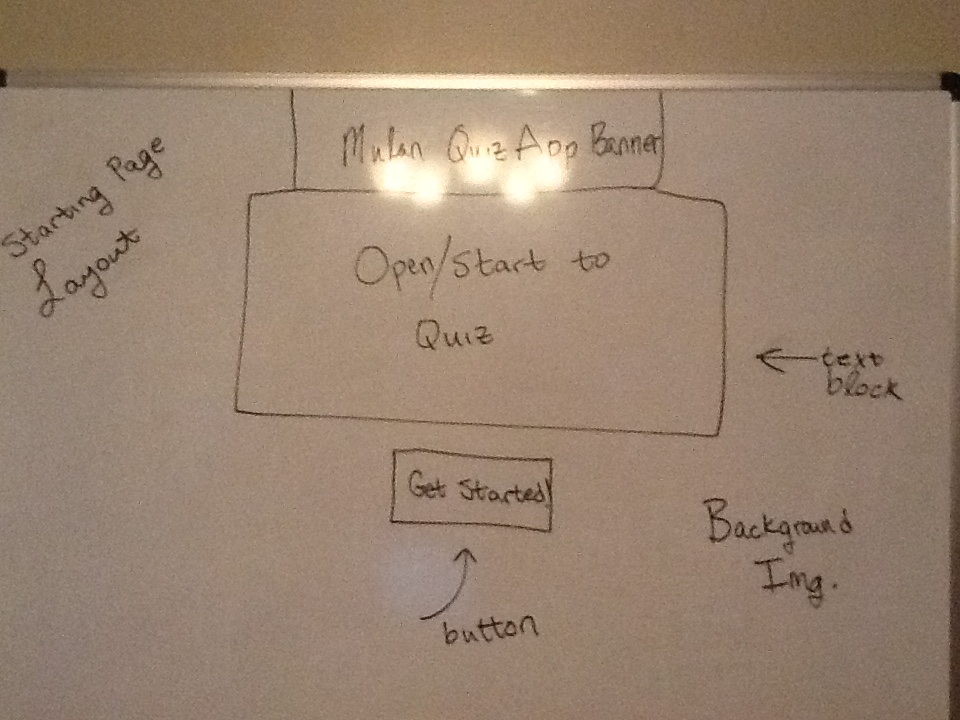 Starting Page
Layout
Mulan Quiz App Banner
Open/Start to
Quiz
text
block
Get Started
button
Background
Img.